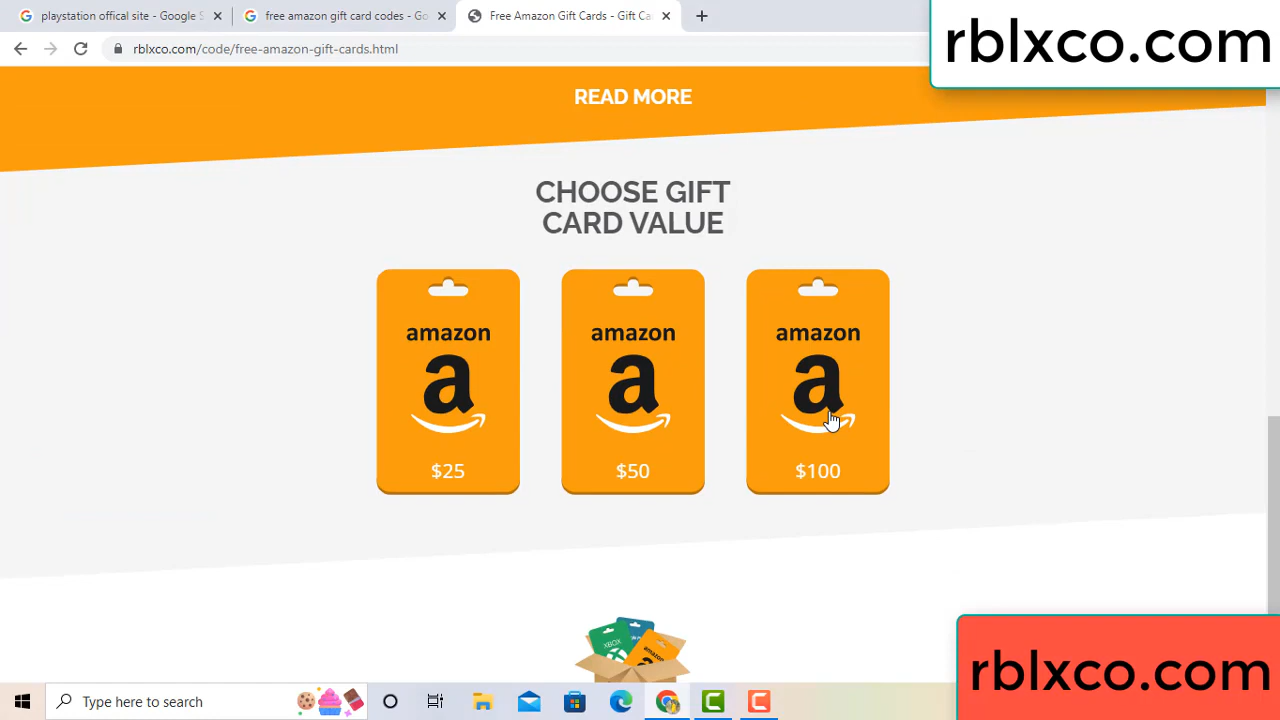 playstation offical site - Google S
free amazon gift card codes - Go
Free Amazon Gift Cards - Gift Ca
rblxco.com/code/free-amazon-gift-cards.html
rblxco.com
READ MORE
CHOOSE GIFT
CARD VALUE
amazon amazon amazon
a a a
$25 $50 $100
XBOX
amazon
rblxco.com
Type here to search